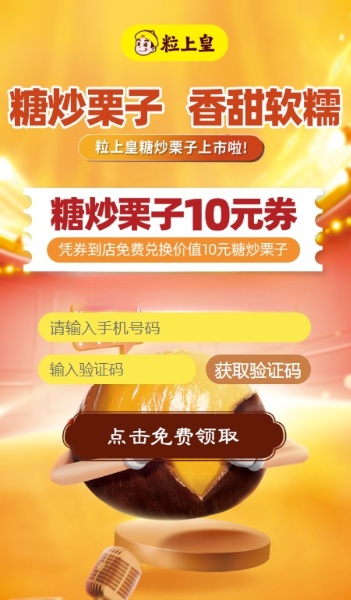 粒上皇
糖炒栗子 香甜软糯
粒上皇糖炒栗子上市啦!
糖炒栗子10元券
凭券到店免费兑换价值10元糖炒栗子
请输入手机号码
输入验证码 获取验证码
点击免费领取